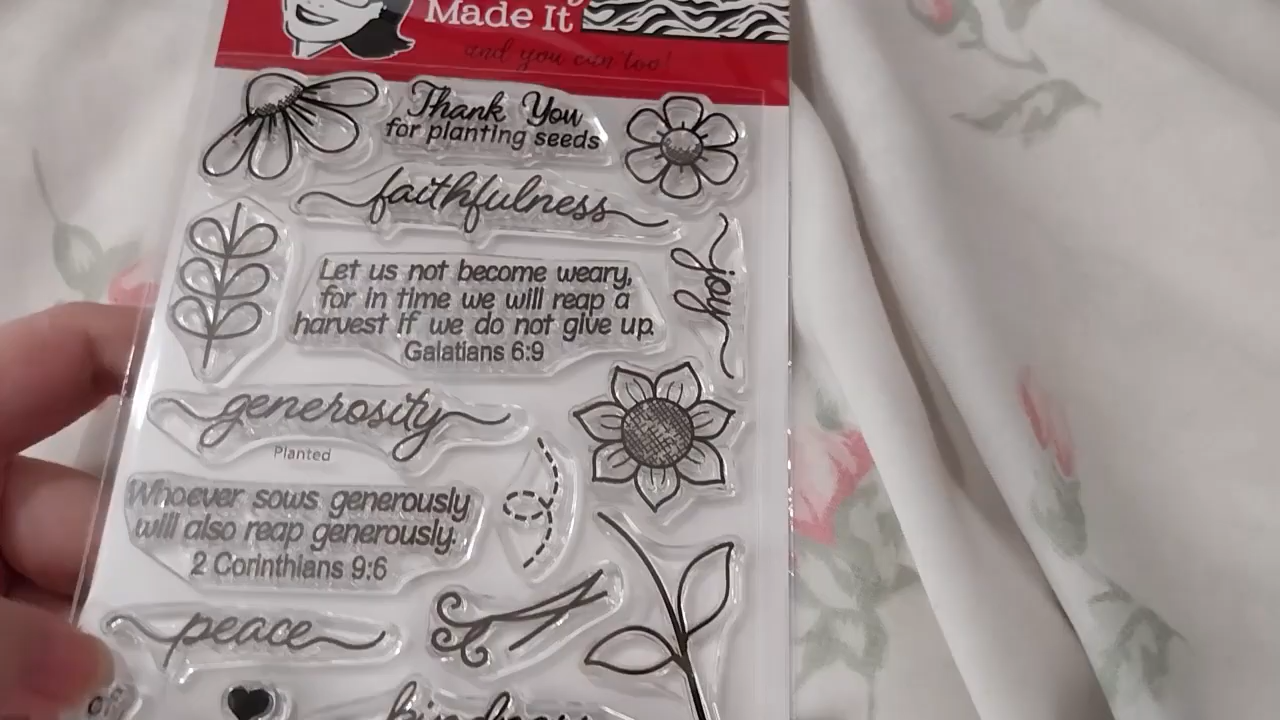 Made It
and you can too!
Thank You
for planting seeds
faithfulness
joy
Let us not become weary,
for in time we will reap a
harvest if we do not give up.
Galatians 6:9
generosity
Planted
Whoever sows generously
will also reap generously.
2 Corinthians 9:6
peace
kindness